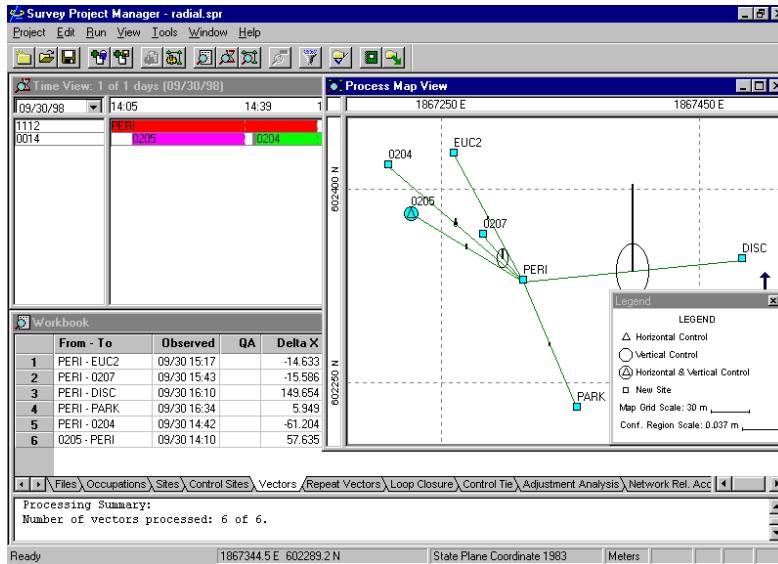 Survey Project Manager - radial.spr
Project Edit Run View Tools Window Help
Time View: 1 of 1 days (09/30/98)
09/30/98 14:05 14:39 1
1112 PERI
0014 0205 0204
Process Map View
1867250 E 1867450 E
602400 N
602250 N
0204
EUC2
0205
0207
PERI
DISC
PARK
Legend
LEGEND
Horizontal Control
Vertical Control
Horizontal & Vertical Control
New Site
Map Grid Scale: 30 m
Conf. Region Scale: 0.037 m
Workbook
From - To Observed QA Delta X
1 PERI - EUC2 09/30 15:17 -14.633
2 PERI - 0207 09/30 15:43 -15.586
3 PERI - DISC 09/30 16:10 149.654
4 PERI - PARK 09/30 16:34 5.949
5 PERI - 0204 09/30 14:42 -61.204
6 0205 - PERI 09/30 14:10 57.635
Files Occupations Sites Control Sites Vectors Repeat Vectors Loop Closure Control Tie Adjustment Analysis Network Rel. Acc
Processing Summary:
Number of vectors processed: 6 of 6.
Ready 1867344.5 E 602289.2 N State Plane Coordinate 1983 Meters